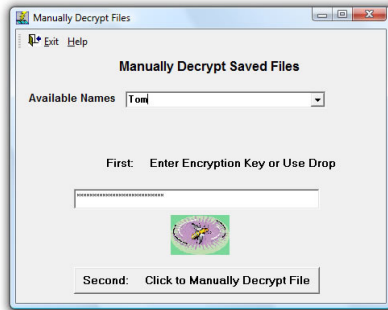 Manually Decrypt Files
Exit Help
Manually Decrypt Saved Files
Available Names Tom
First: Enter Encryption Key or Use Drop
Second: Click to Manually Decrypt File